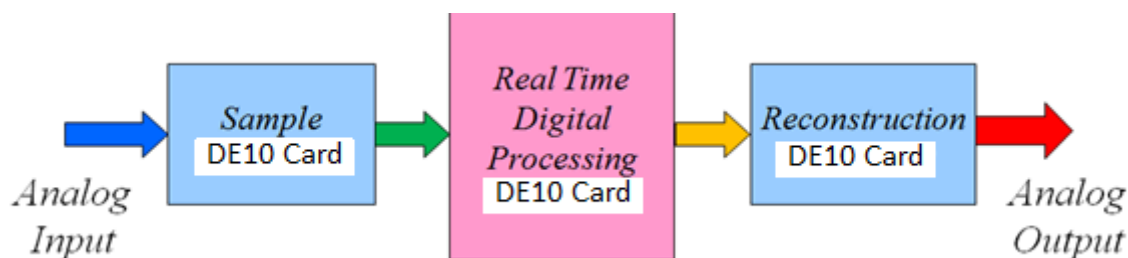 Analog
Input
Sample
DE10 Card
Real Time
Digital
Processing
DE10 Card
Reconstruction
DE10 Card
Analog
Output